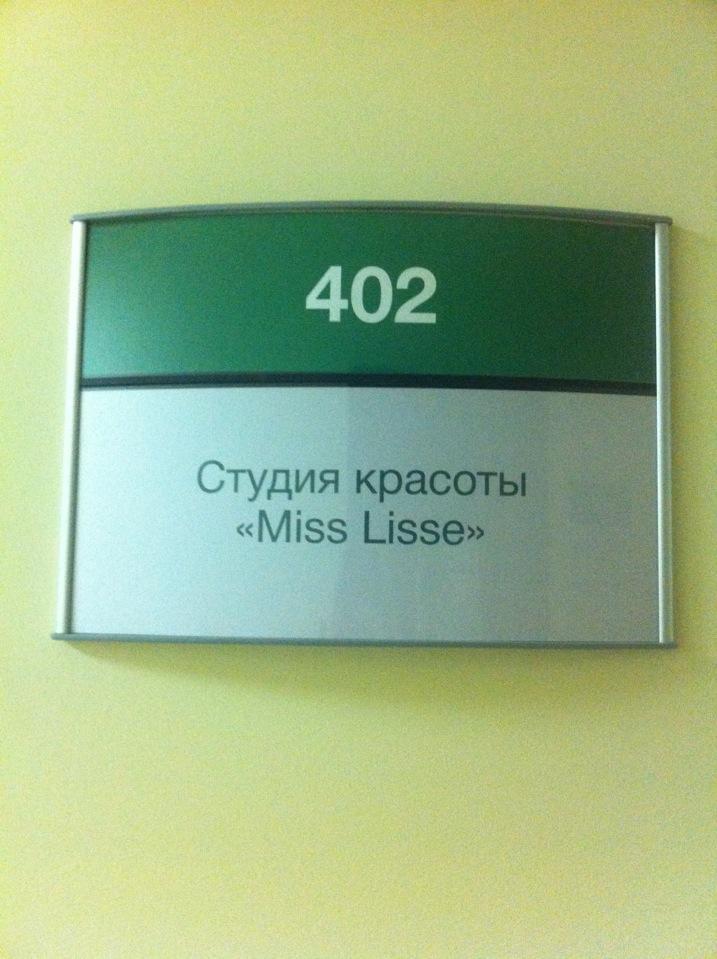 402
Студия красоты
«Miss Lisse»